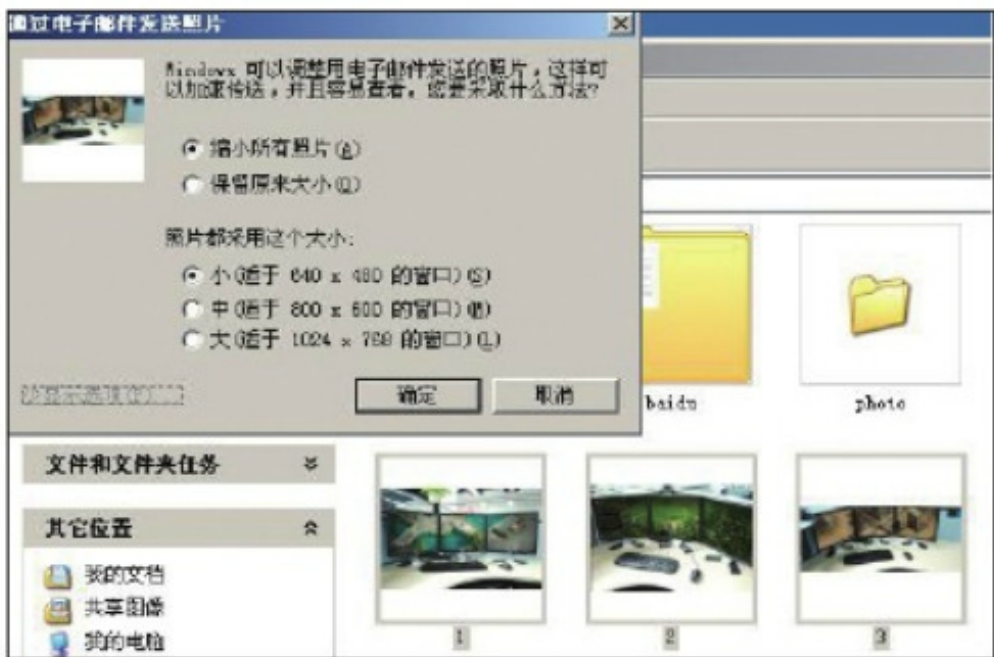 通过电子邮件发送照片
Windows 可以调整用电子邮件发送的照片，这样可
以加速传送，并且容易查看。您要采取什么方法?
缩小所有照片(A)
保留原来大小(O)
照片都采用这个大小:
小(适于 640 x 480 的窗口)(S)
中(适于 800 x 600 的窗口)(M)
大(适于 1024 x 768 的窗口)(L)
确定
取消
baidu
photo
文件和文件夹任务
其它位置
我的文档
共享图像
我的电脑
1
2
3